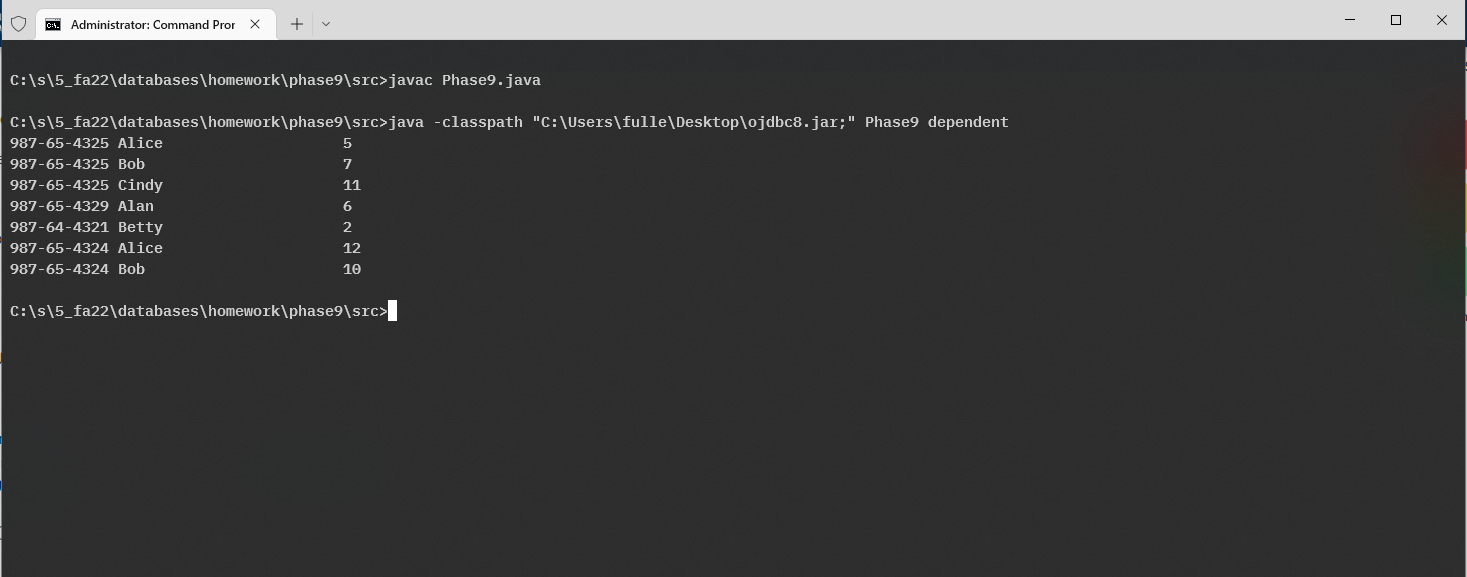 Administrator: Command Pror
C:\s\5_fa22\databases\homework\phase9\src>javac Phase9.java
C:\s\5_fa22\databases\homework\phase9\src>java -classpath "C:\Users\fulle\Desktop\ojdbc8.jar;" Phase9 dependent
987-65-4325 Alice                    5
987-65-4325 Bob                      7
987-65-4325 Cindy                    11
987-65-4329 Alan                     6
987-64-4321 Betty                    2
987-65-4324 Alice                    12
987-65-4324 Bob                      10
C:\s\5_fa22\databases\homework\phase9\src>